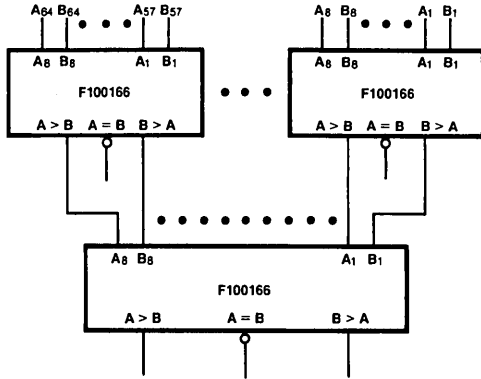 A64 B64 A57 B57 A8 B8 A1 B1
A8 B8 A1 B1 A8 B8 A1 B1
F100166 F100166
A > B A = B B > A A > B A = B B > A
A8 B8 A1 B1
F100166
A > B A = B B > A